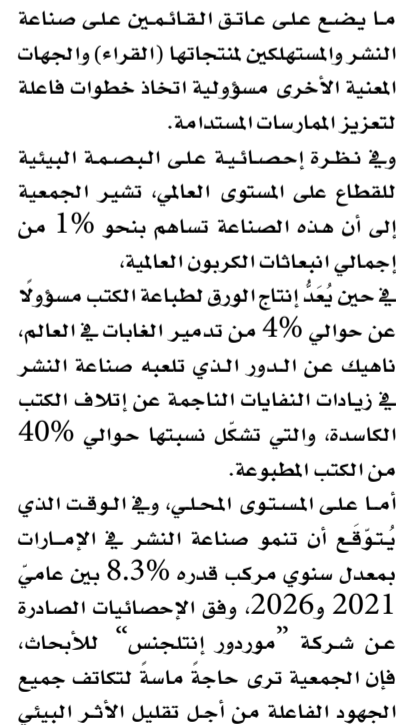 ما يضع على عاتق القائمين على صناعة
النشر والمستهلكين لمنتجاتها (القراء) والجهات
المعنية الأخرى مسؤولية اتخاذ خطوات فاعلة
لتعزيز الممارسات المستدامة.
وفي نظرة إحصائية على البصمة البيئية
للقطاع على المستوى العالمي، تشير الجمعية
إلى أن هذه الصناعة تساهم بنحو 1% من
إجمالي انبعاثات الكربون العالمية،
في حين يُعَدُّ إنتاج الورق لطباعة الكتب مسؤولًا
عن حوالي 4% من تدمير الغابات في العالم،
ناهيك عن الدور الذي تلعبه صناعة النشر
في زيادات النفايات الناجمة عن إتلاف الكتب
الكاسدة، والتي تشكّل نسبتها حوالي 40%
من الكتب المطبوعة.
أما على المستوى المحلي، وفي الوقت الذي
يُتوّقَع أن تنمو صناعة النشر في الإمارات
بمعدل سنوي مركب قدره 8.3% بين عاميّ
2021 و2026، وفق الإحصائيات الصادرة
عن شركة ”موردور إنتلجنس“ للأبحاث،
فإن الجمعية ترى حاجةً ماسةً لتكاتف جميع
الجهود الفاعلة من أجل تقليل الأثر البيئي